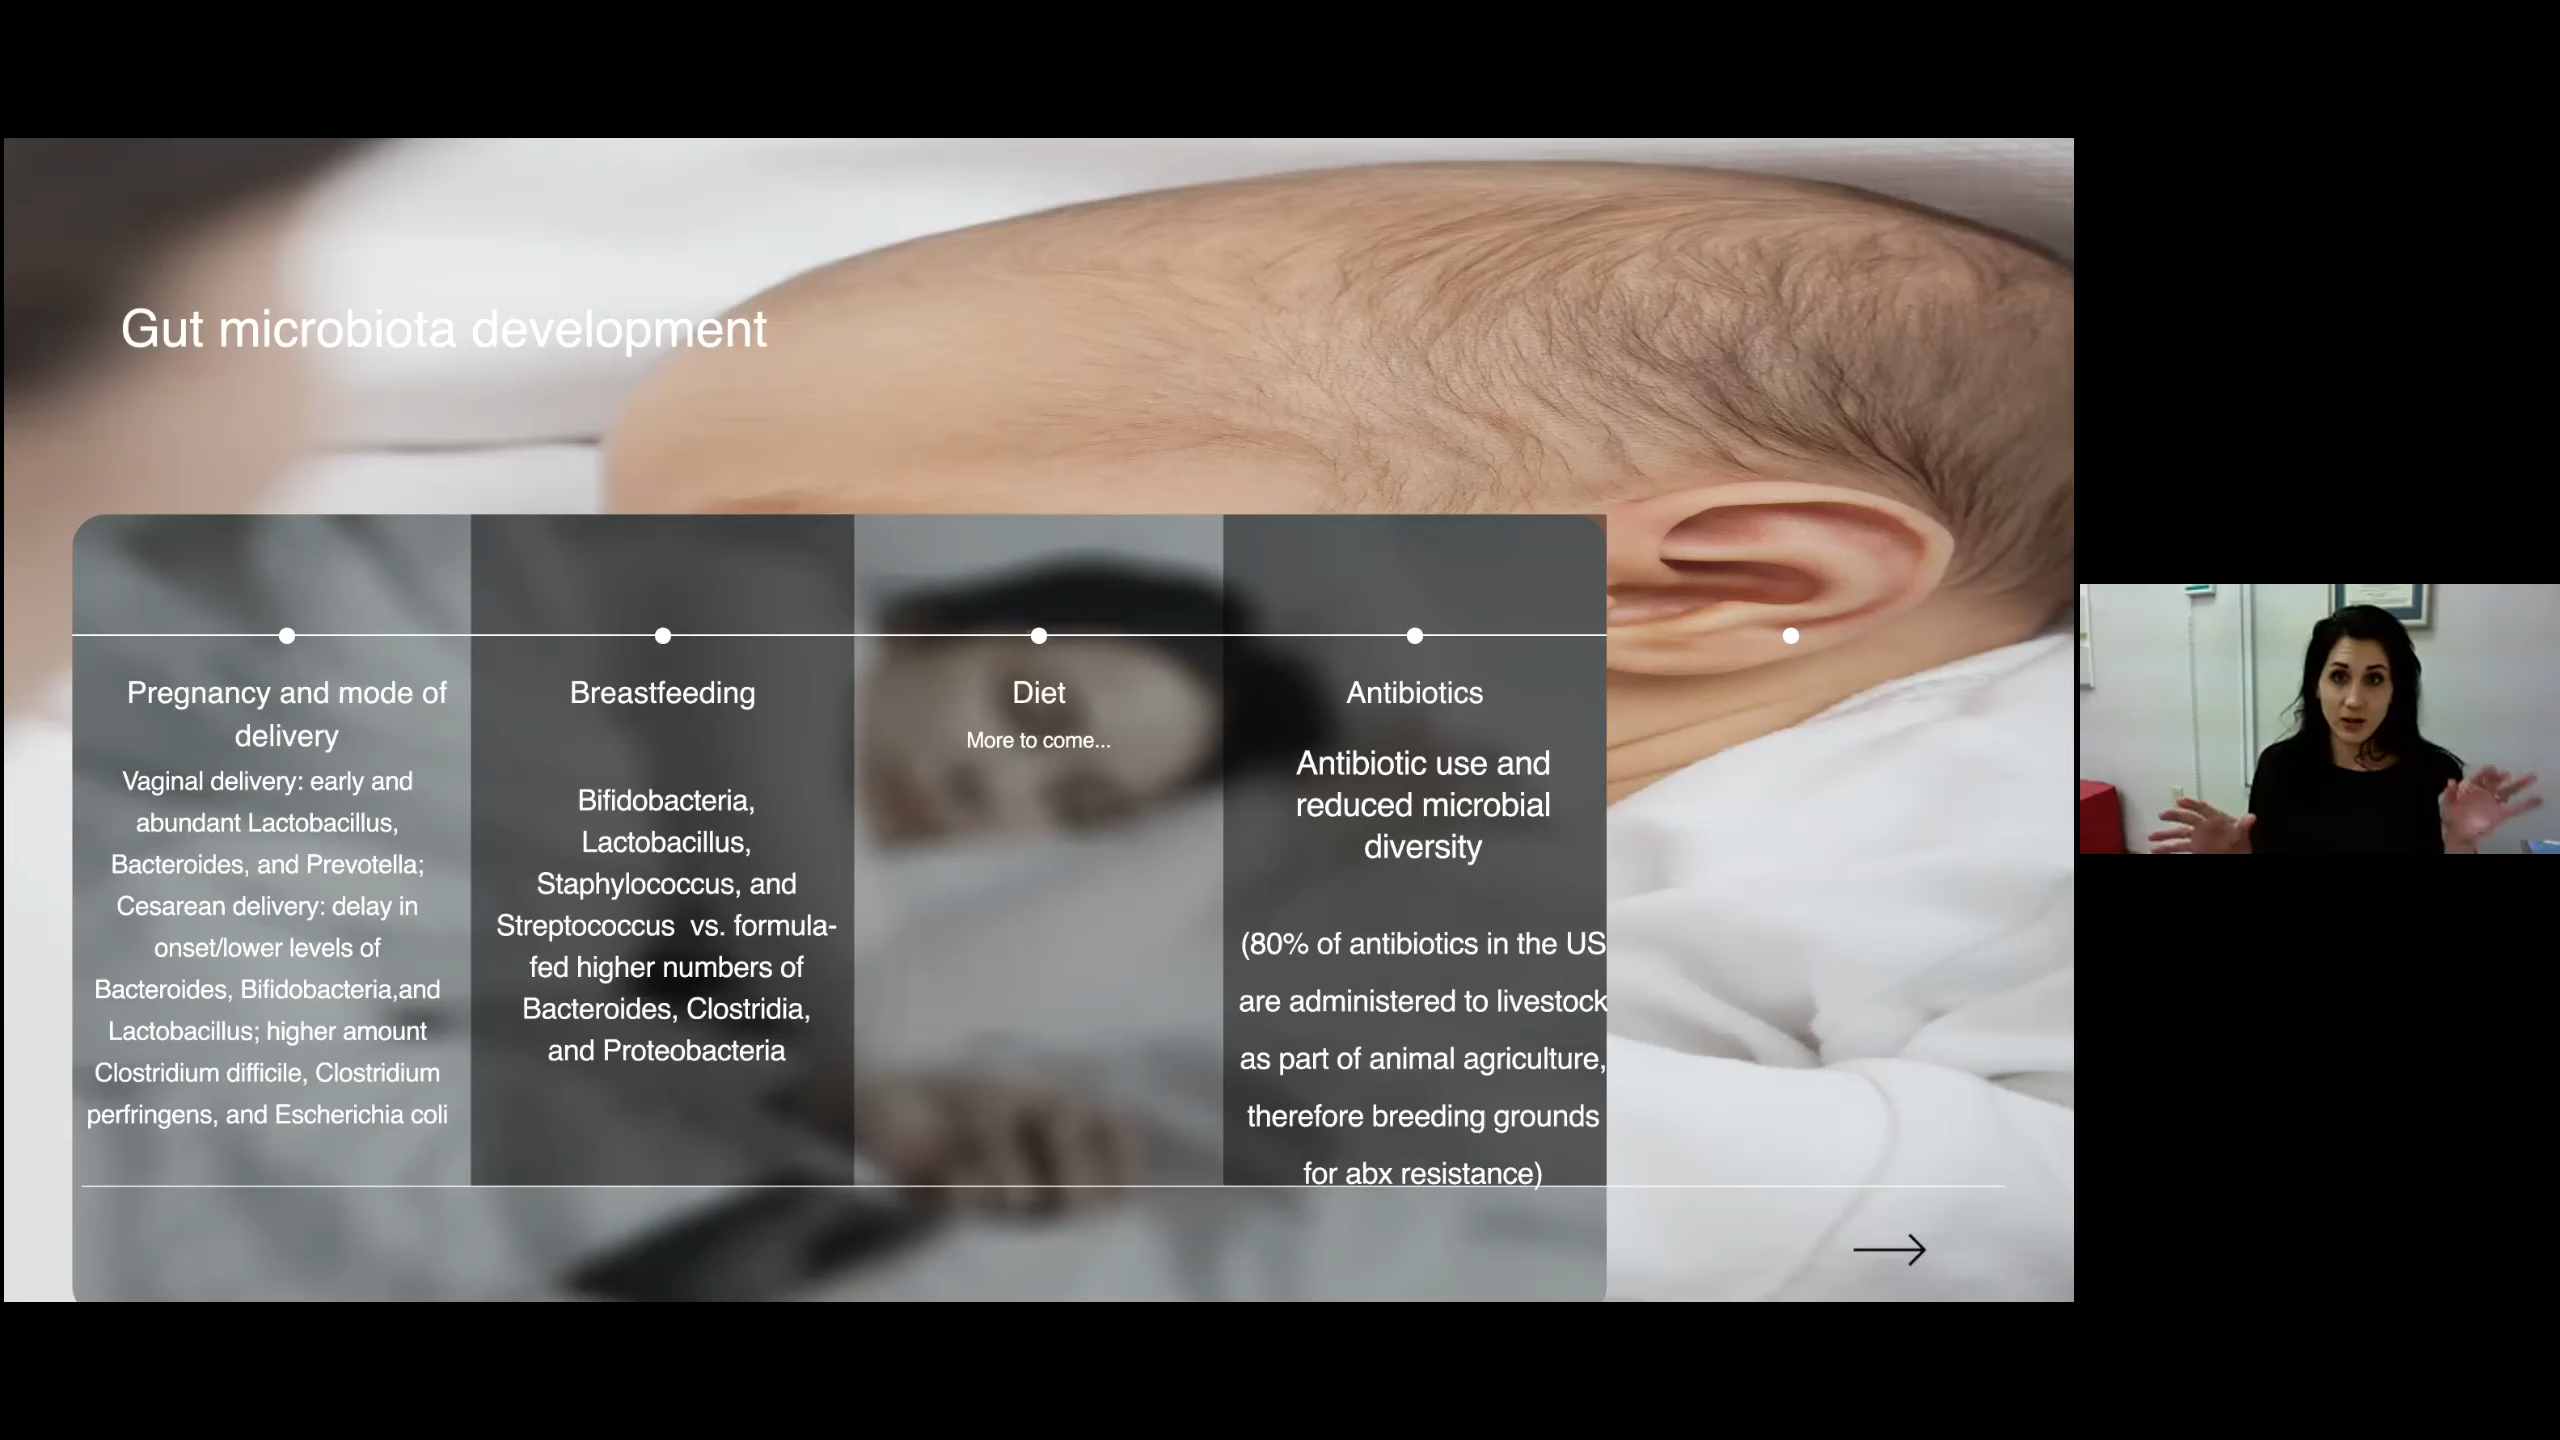 Gut microbiota development
Pregnancy and mode of
delivery
Vaginal delivery: early and
abundant Lactobacillus,
Bacteroides, and Prevotella;
Cesarean delivery: delay in
onset/lower levels of
Bacteroides, Bifidobacteria,and
Lactobacillus; higher amount
Clostridium difficile, Clostridium
perfringens, and Escherichia coli
Breastfeeding
Bifidobacteria,
Lactobacillus,
Staphylococcus, and
Streptococcus  vs. formula-
fed higher numbers of
Bacteroides, Clostridia,
and Proteobacteria
Diet
More to come...
Antibiotics
Antibiotic use and
reduced microbial
diversity
(80% of antibiotics in the US
are administered to livestock
as part of animal agriculture,
therefore breeding grounds
for abx resistance)